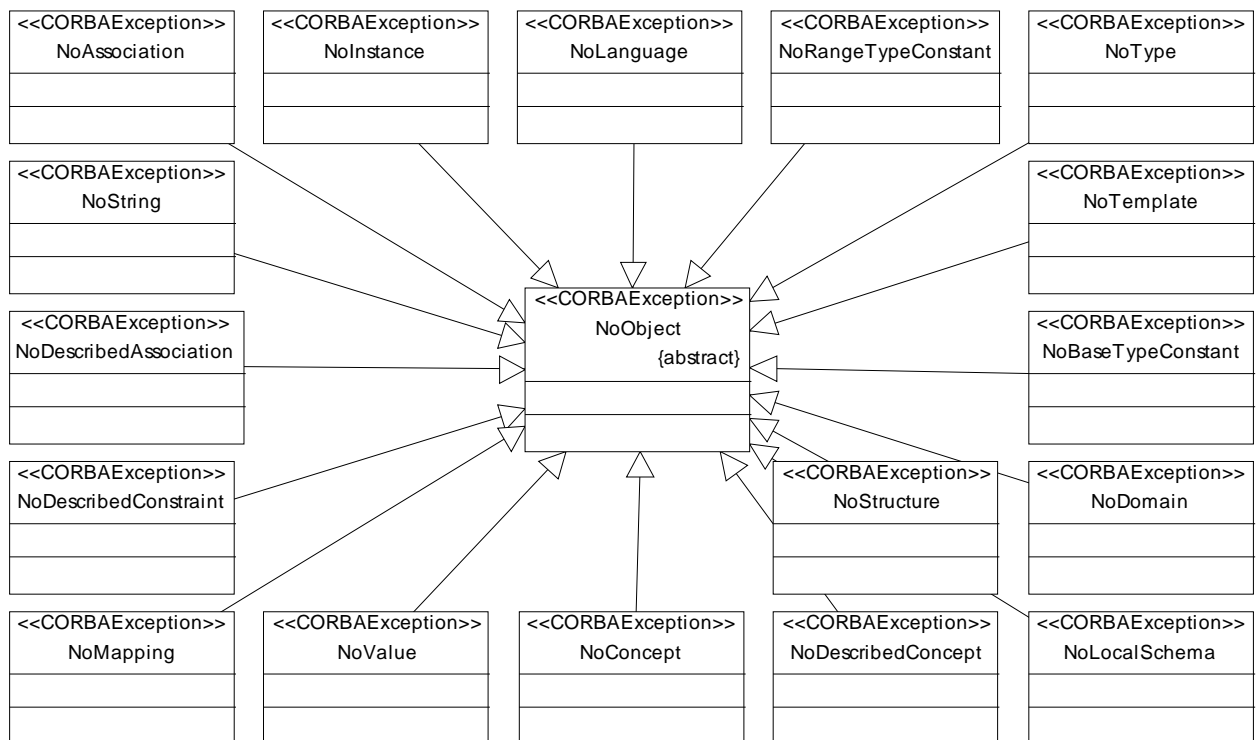 <<CORBAException>>
NoAssociation
<<CORBAException>>
NoInstance
<<CORBAException>>
NoLanguage
<<CORBAException>>
NoRangeTypeConstant
<<CORBAException>>
NoType
<<CORBAException>>
NoString
<<CORBAException>>
NoTemplate
<<CORBAException>>
NoObject
{abstract}
<<CORBAException>>
NoDescribedAssociation
<<CORBAException>>
NoBaseTypeConstant
<<CORBAException>>
NoDescribedConstraint
<<CORBAException>>
NoStructure
<<CORBAException>>
NoDomain
<<CORBAException>>
NoMapping
<<CORBAException>>
NoValue
<<CORBAException>>
NoConcept
<<CORBAException>>
NoDescribedConcept
<<CORBAException>>
NoLocalSchema